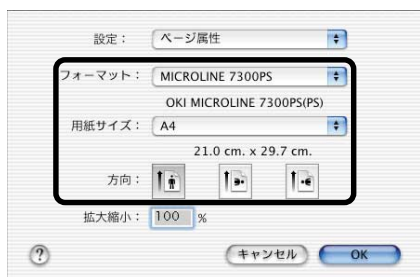 設定： ページ属性
フォーマット： MICROLINE 7300PS
OKI MICROLINE 7300PS(PS)
用紙サイズ： A4
21.0 cm. x 29.7 cm.
方向：
拡大縮小： 100 %
? キャンセル OK